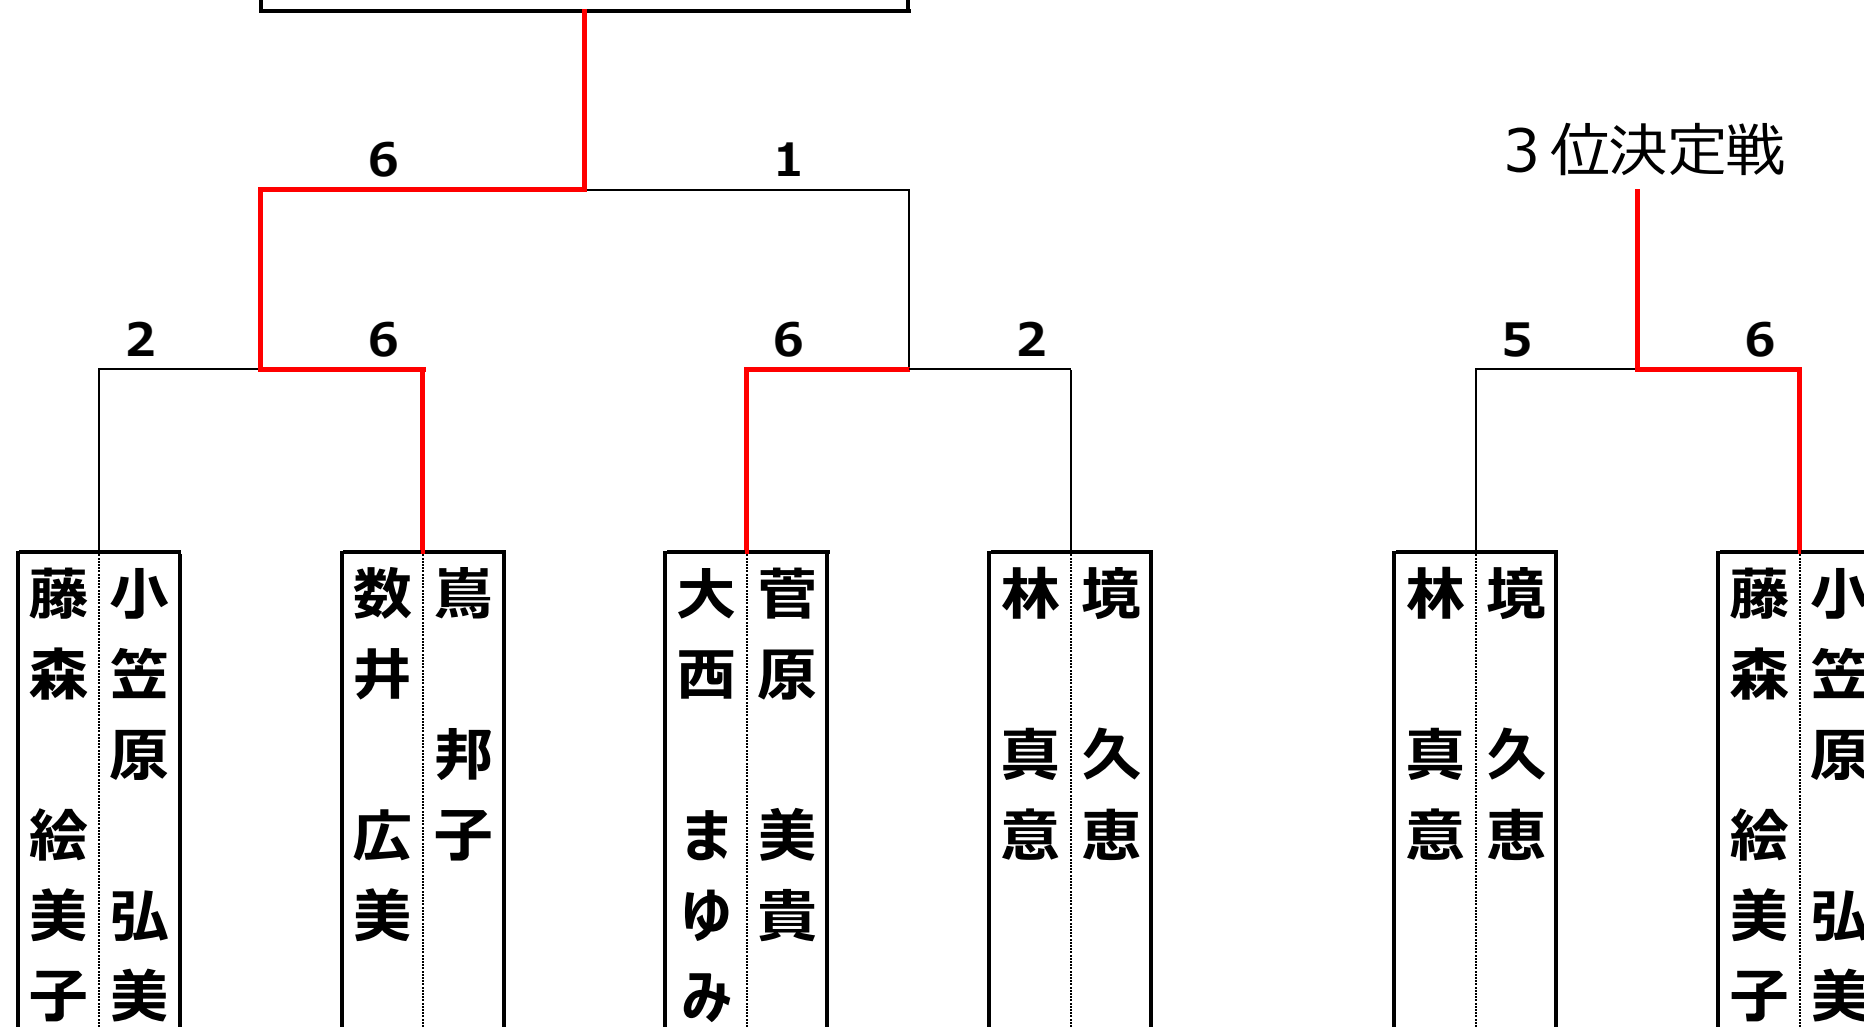 6 1
3位決定戦
2 6 6 2 5 6
小笠原 弘美
藤森 絵美子
嶌 邦子
数井 広美
菅原 美貴
大西 まゆみ
境 久恵
林 真意
境 久恵
林 真意
小笠原 弘美
藤森 絵美子